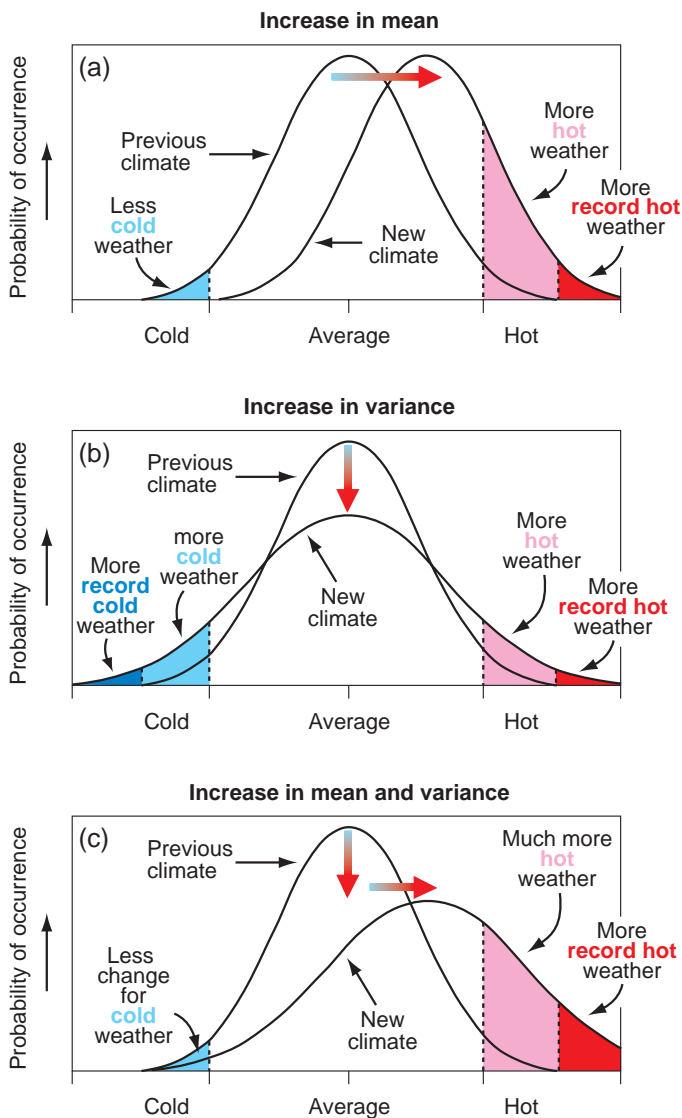 Increase in mean
(a)
Probability of occurrence
Previous
climate
Less
cold
weather
New
climate
More
hot
weather
More
record hot
weather
Cold
Average
Hot
Increase in variance
(b)
Probability of occurrence
Previous
climate
more
cold
weather
More
record
cold
weather
New
climate
More
hot
weather
More
record hot
weather
Cold
Average
Hot
Increase in mean and variance
(c)
Probability of occurrence
Previous
climate
Less
change
for
cold
weather
New
climate
Much more
hot
weather
More
record hot
weather
Cold
Average
Hot